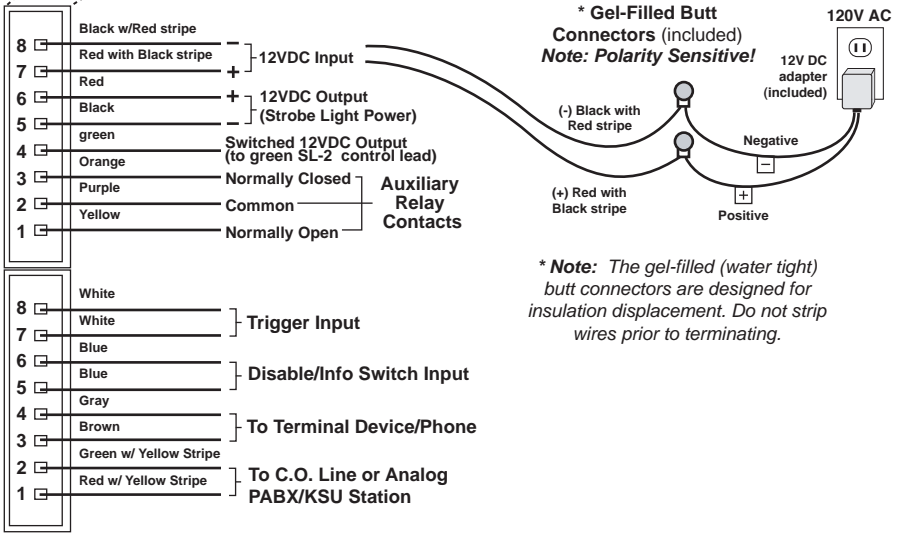 8 Black w/Red stripe –
7 Red with Black stripe +
12VDC Input
6 Red +
5 Black –
12VDC Output
(Strobe Light Power)
4 green Switched 12VDC Output
(to green SL-2 control lead)
3 Orange Normally Closed
2 Purple Common
1 Yellow Normally Open
Auxiliary
Relay
Contacts
* Gel-Filled Butt
Connectors (included)
Note: Polarity Sensitive!
120V AC
12V DC
adapter
(included)
(-) Black with
Red stripe
Negative
–
(+) Red with
Black stripe
+
Positive
* Note: The gel-filled (water tight)
butt connectors are designed for
insulation displacement. Do not strip
wires prior to terminating.
8 White
7 White
Trigger Input
6 Blue
5 Blue
Disable/Info Switch Input
4 Gray
3 Brown
To Terminal Device/Phone
2 Green w/ Yellow Stripe
1 Red w/ Yellow Stripe
To C.O. Line or Analog
PABX/KSU Station